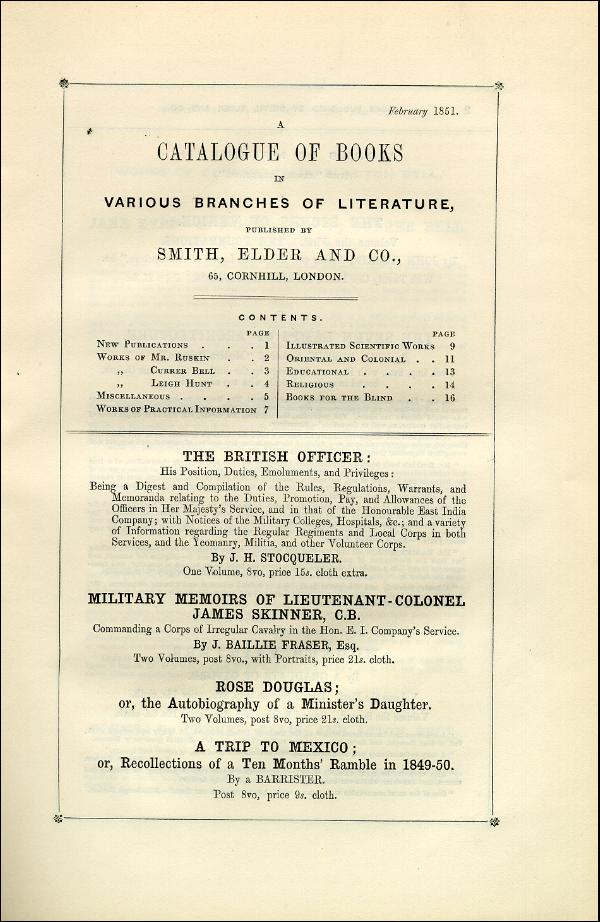 February 1851.
A
CATALOGUE OF BOOKS
IN
VARIOUS BRANCHES OF LITERATURE,
PUBLISHED BY
SMITH, ELDER AND CO.,
65, CORNHILL, LONDON.
CONTENTS.
PAGE
New Publications . . . 1
Works of Mr. Ruskin . . 2
,, Currer Bell . . 3
,, Leigh Hunt . . 4
Miscellaneous . . . . 5
Works of Practical Information 7
PAGE
Illustrated Scientific Works 9
Oriental and Colonial . . 11
Educational . . . . 13
Religious . . . . 14
Books for the Blind . . 16
THE BRITISH OFFICER:
His Position, Duties, Emoluments, and Privileges:
Being a Digest and Compilation of the Rules, Regulations, Warrants, and
Memoranda relating to the Duties, Promotion, Pay, and Allowances of the
Officers in Her Majesty's Service, and in that of the Honourable East India
Company; with Notices of the Military Colleges, Hospitals, &c.; and a variety
of Information regarding the Regular Regiments and Local Corps in both
Services, and the Yeomanry, Militia, and other Volunteer Corps.
By J. H. STOCQUELER.
One Volume, 8vo, price 15s. cloth extra.
MILITARY MEMOIRS OF LIEUTENANT-COLONEL
JAMES SKINNER, C.B.
Commanding a Corps of Irregular Cavalry in the Hon. E. I. Company's Service.
By J. BAILLIE FRASER, Esq.
Two Volumes, post 8vo., with Portraits, price 21s. cloth.
ROSE DOUGLAS;
or, the Autobiography of a Minister's Daughter.
Two Volumes, post 8vo, price 21s. cloth.
A TRIP TO MEXICO;
or, Recollections of a Ten Months' Ramble in 1849-50.
By a BARRISTER.
Post 8vo, price 9s. cloth.